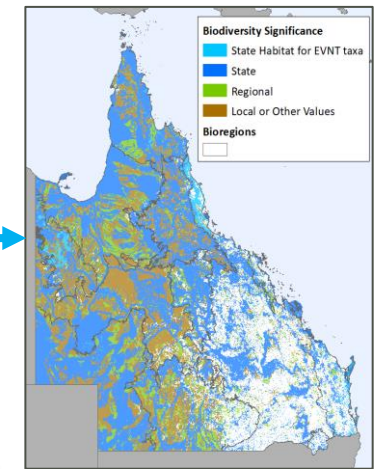 Biodiversity Significance
State Habitat for EVNT taxa
State
Regional
Local or Other Values
Bioregions